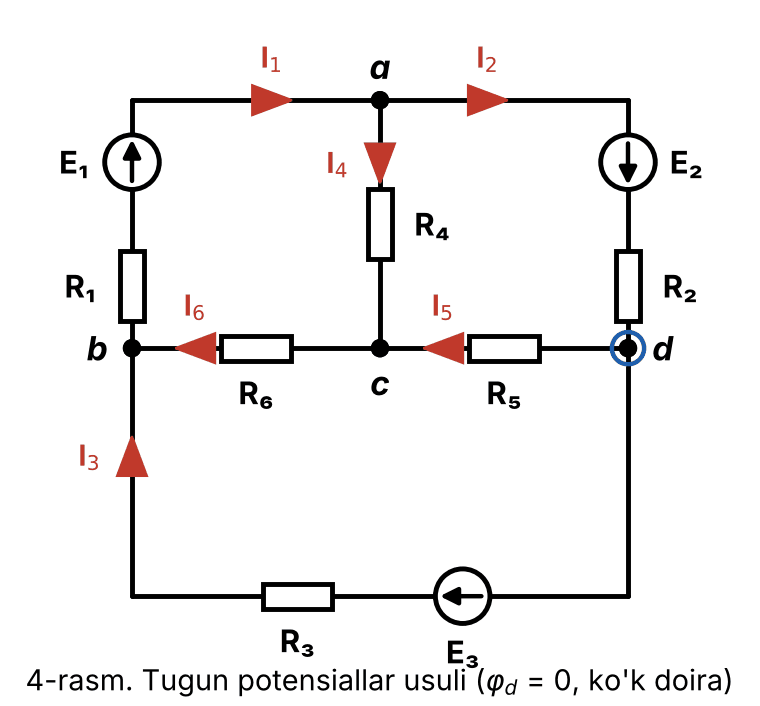 I₁
a
I₂
E₁
I₄
E₂
R₄
R₁
R₂
I₆
I₅
b
d
R₆
c
R₅
I₃
R₃
E₃
4-rasm. Tugun potensiallar usuli (φ_d = 0, ko'k doira)